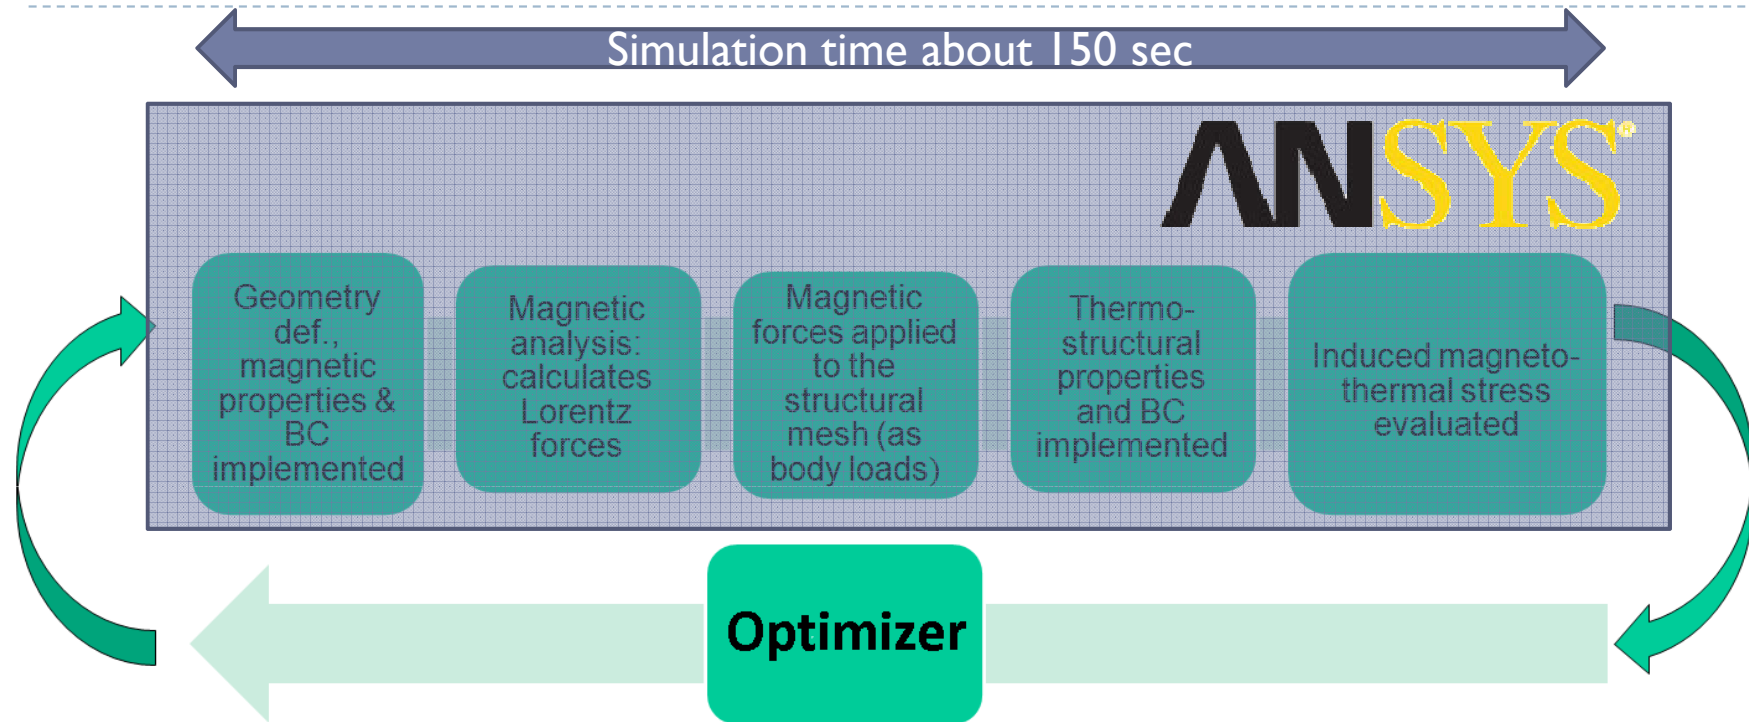 Simulation time about 150 sec
ANSYS®
Geometry
def.,
magnetic
properties &
BC
implemented
Magnetic
analysis:
calculates
Lorentz
forces
Magnetic
forces applied
to the
structural
mesh (as
body loads)
Thermo-
structural
properties
and BC
implemented
Induced magneto-
thermal stress
evaluated
Optimizer